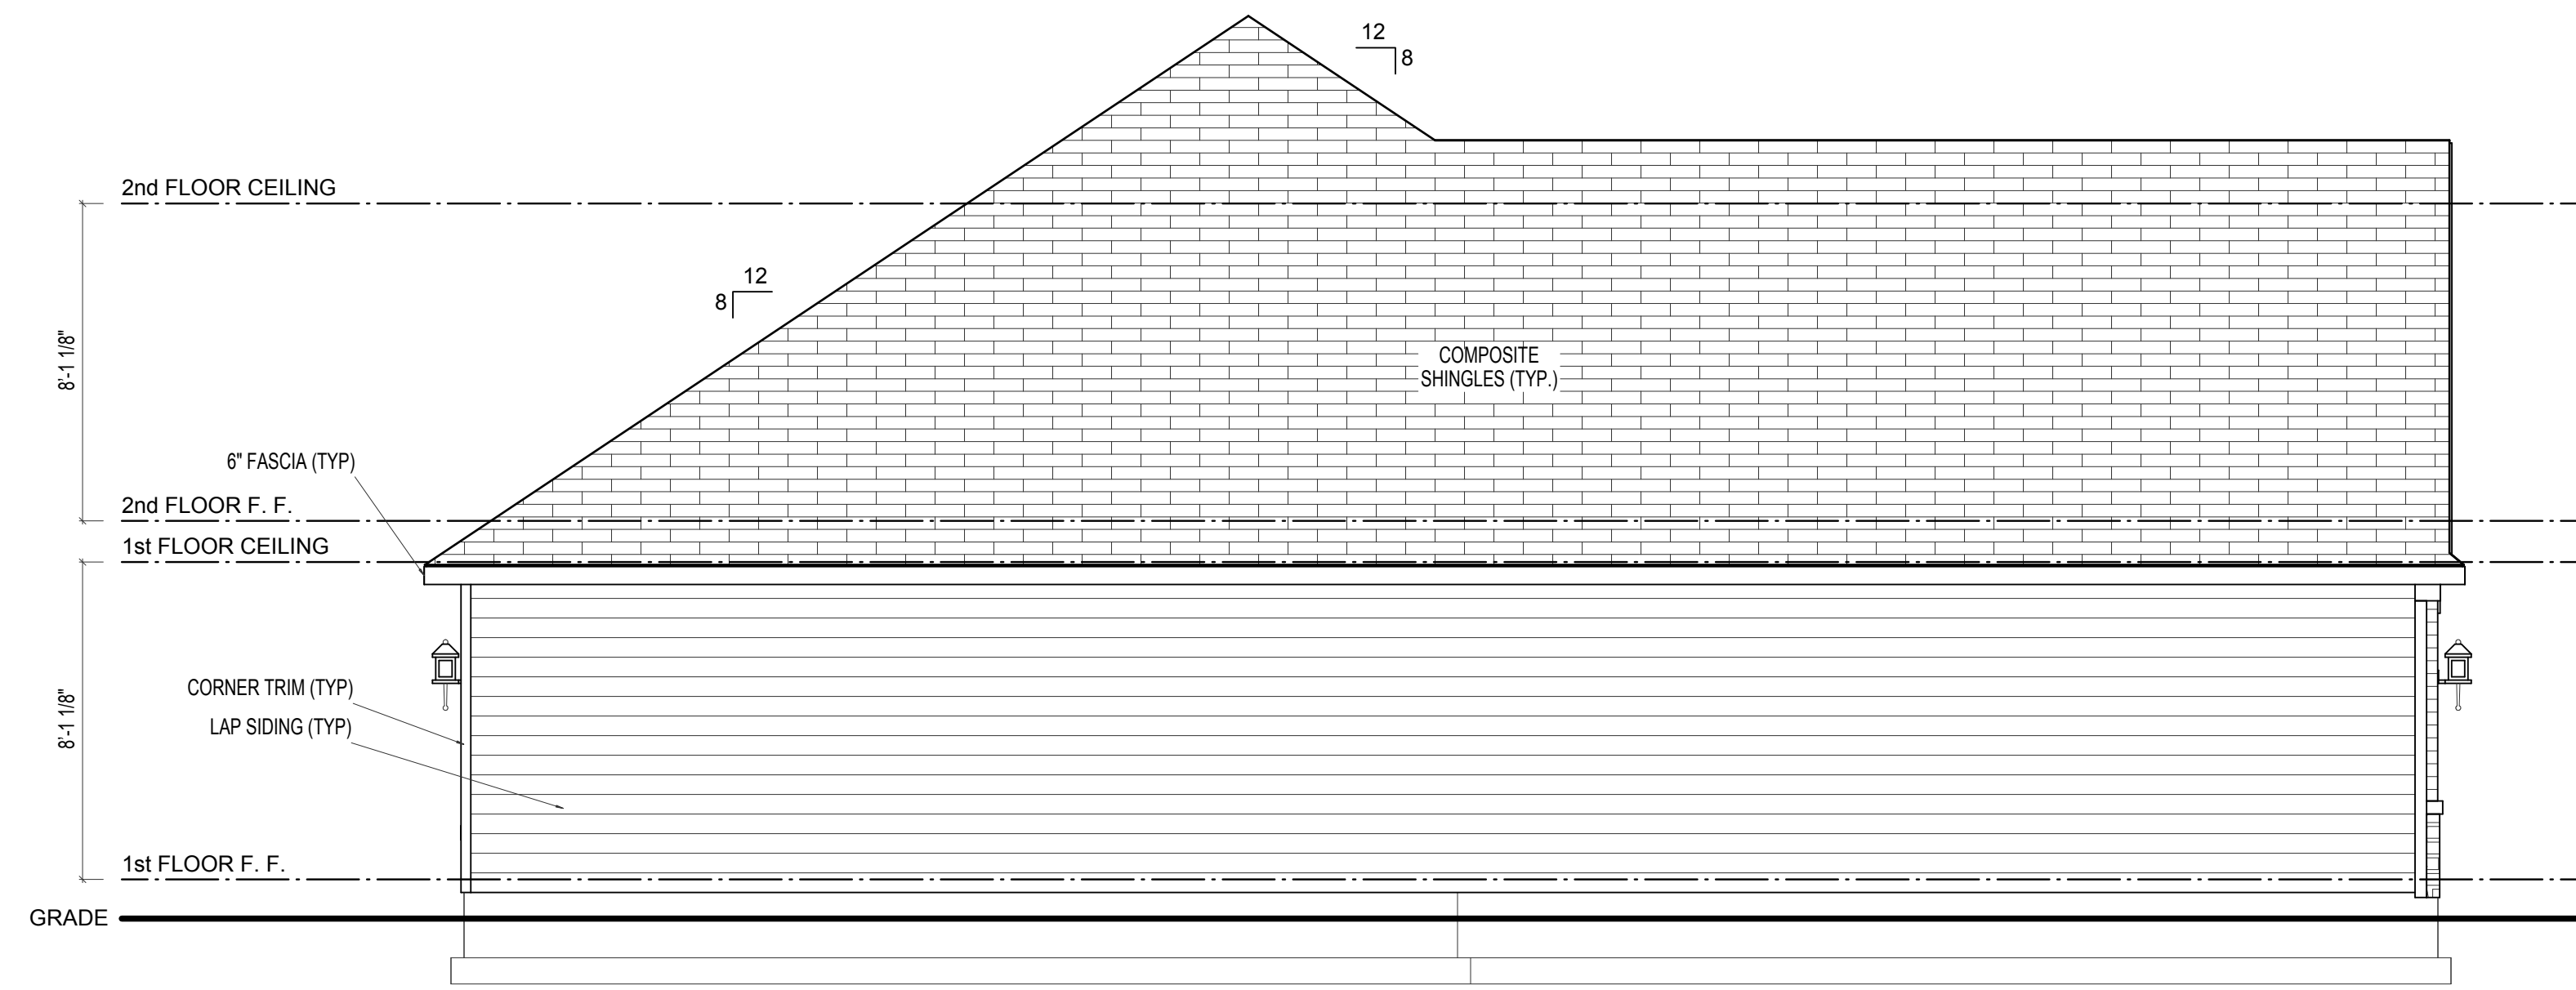 12
8
2nd FLOOR CEILING
12
8
8'-1 1/8"
COMPOSITE
SHINGLES (TYP.)
6" FASCIA (TYP)
2nd FLOOR F. F.
1st FLOOR CEILING
CORNER TRIM (TYP)
8'-1 1/8"
LAP SIDING (TYP)
1st FLOOR F. F.
GRADE